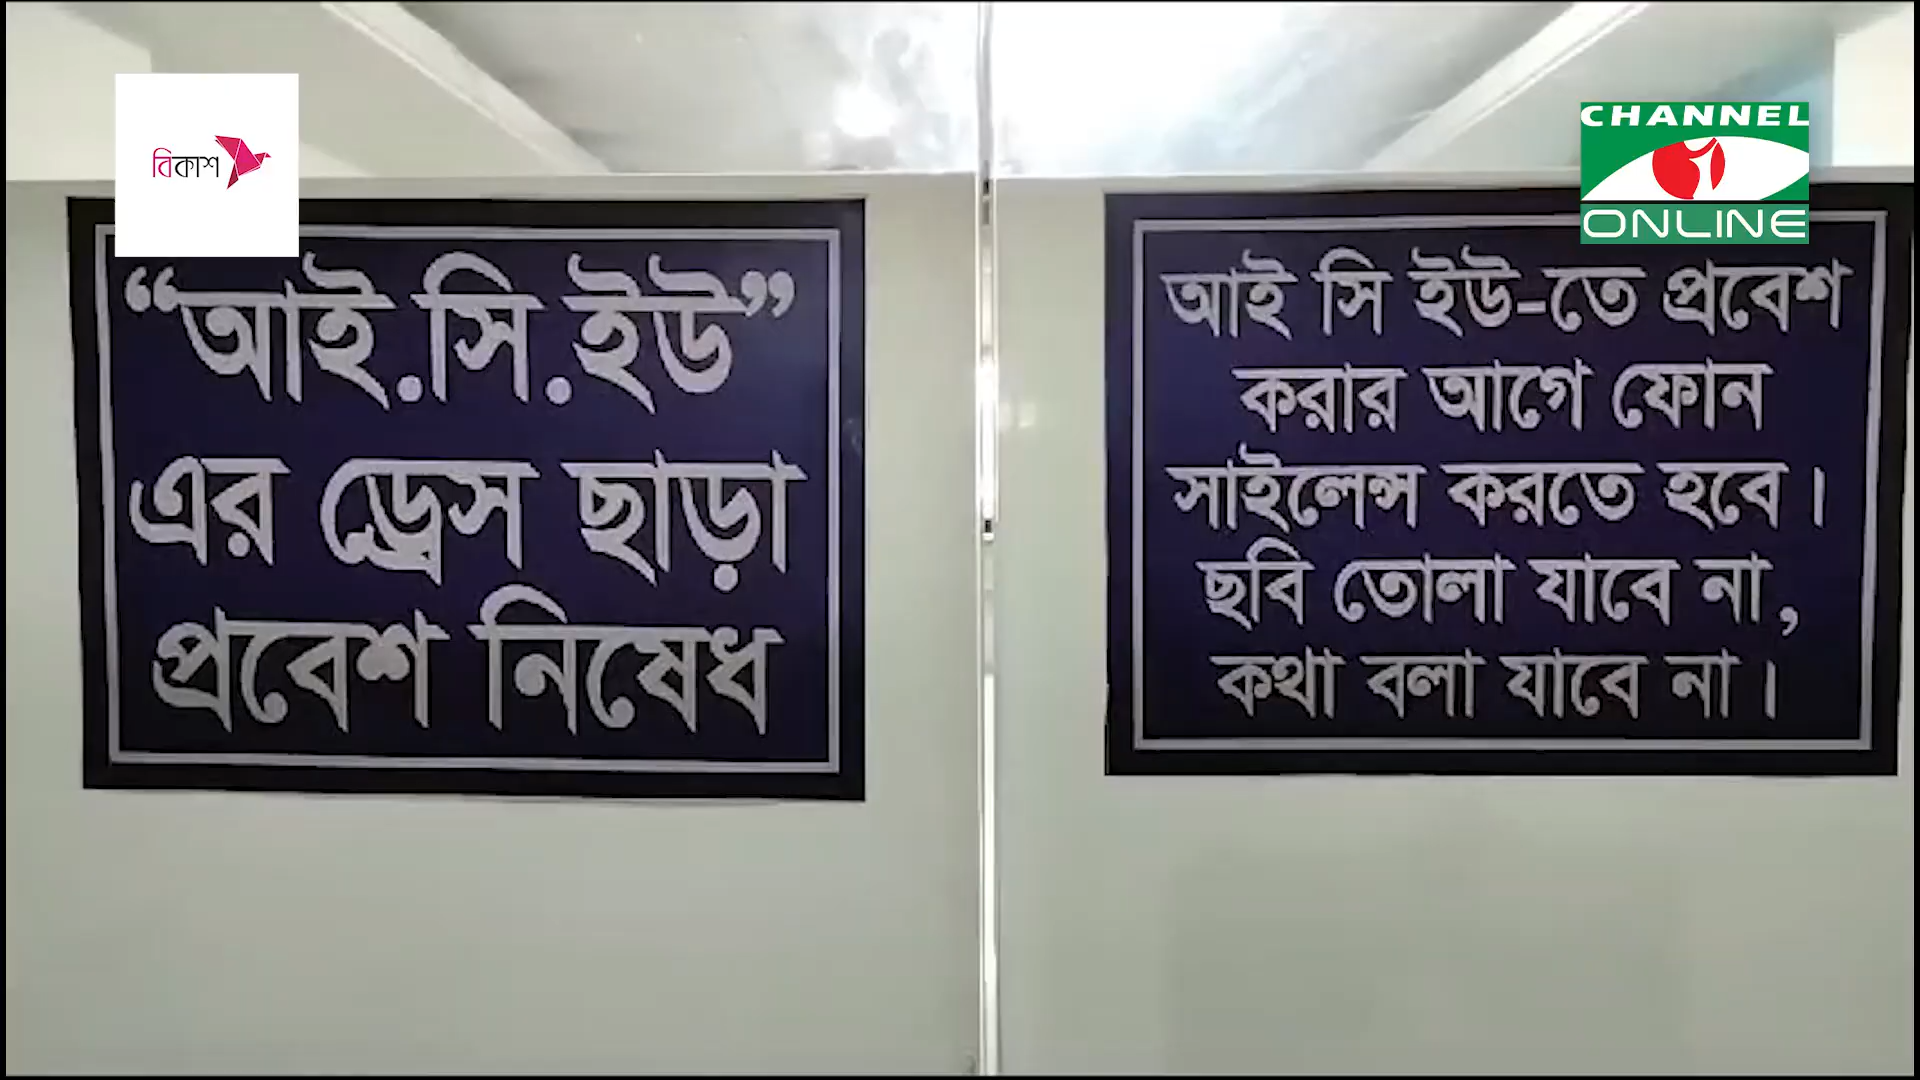 বিকাশ
CHANNEL
ONLINE
“আই.সি.ইউ”
এর ড্রেস ছাড়া
প্রবেশ নিষেধ
আই সি ইউ-তে প্রবেশ
করার আগে ফোন
সাইলেন্স করতে হবে।
ছবি তোলা যাবে না,
কথা বলা যাবে না।